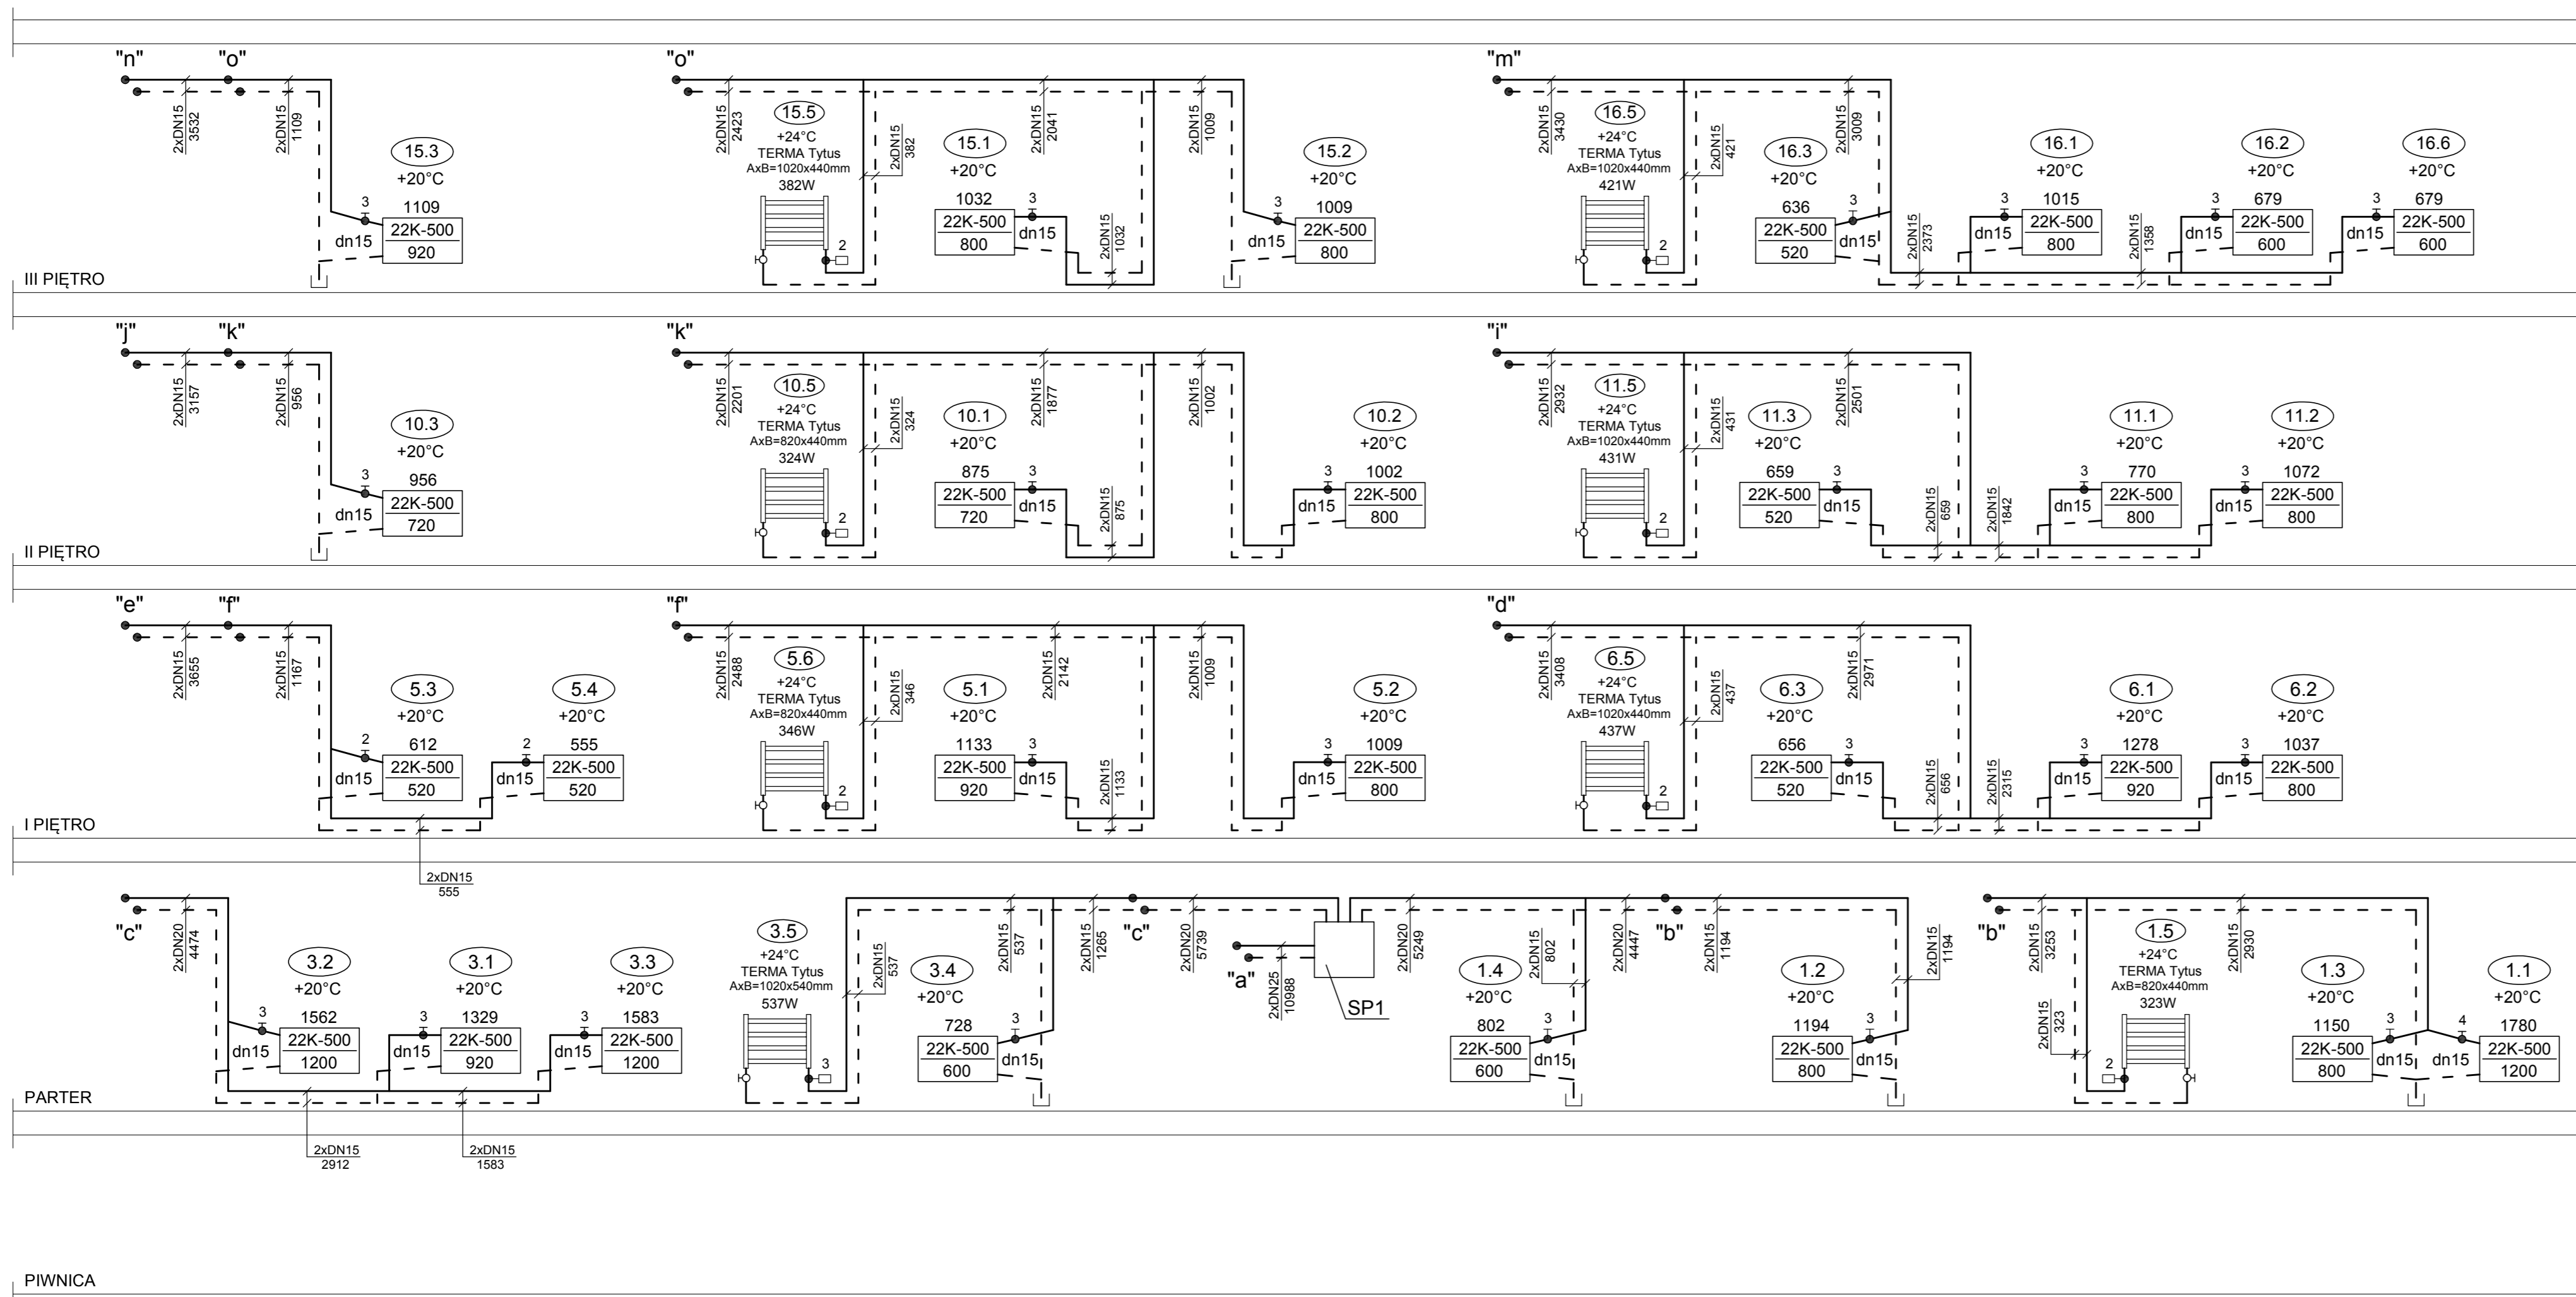 "n"
"o"
2xDN15
3532
2xDN15
1109
15.3
+20°C
3
1109
22K-500
920
dn15
"o"
2xDN15
2423
15.5
+24°C
TERMA Tytus
AxB=1020x440mm
382W
2
2xDN15
382
15.1
+20°C
1032
22K-500
800
3
dn15
2xDN15
2041
2xDN15
1032
2xDN15
1009
15.2
+20°C
3
1009
22K-500
800
dn15
"m"
2xDN15
3430
16.5
+24°C
TERMA Tytus
AxB=1020x440mm
421W
2
2xDN15
421
16.3
+20°C
636
22K-500
520
3
dn15
2xDN15
3009
2xDN15
2373
16.1
+20°C
3
1015
22K-500
800
dn15
2xDN15
1358
16.2
+20°C
3
679
22K-500
600
dn15
16.6
+20°C
3
679
22K-500
600
dn15
III PIĘTRO
"j"
"k"
2xDN15
3157
2xDN15
956
10.3
+20°C
3
956
22K-500
720
dn15
"k"
2xDN15
2201
10.5
+24°C
TERMA Tytus
AxB=820x440mm
324W
2
2xDN15
324
10.1
+20°C
875
22K-500
720
3
dn15
2xDN15
1877
2xDN15
875
2xDN15
1002
10.2
+20°C
3
1002
22K-500
800
dn15
"i"
2xDN15
2932
11.5
+24°C
TERMA Tytus
AxB=1020x440mm
431W
2
2xDN15
431
11.3
+20°C
659
22K-500
520
3
dn15
2xDN15
2501
2xDN15
659
2xDN15
1842
11.1
+20°C
3
770
22K-500
800
dn15
11.2
+20°C
3
1072
22K-500
800
dn15
II PIĘTRO
"e"
"f"
2xDN15
3655
2xDN15
1167
5.3
+20°C
2
612
22K-500
520
dn15
5.4
+20°C
2
555
22K-500
520
dn15
2xDN15
555
"f"
2xDN15
2488
5.6
+24°C
TERMA Tytus
AxB=820x440mm
346W
2
2xDN15
346
5.1
+20°C
1133
22K-500
920
3
dn15
2xDN15
2142
2xDN15
1133
2xDN15
1009
5.2
+20°C
3
1009
22K-500
800
dn15
"d"
2xDN15
3408
6.5
+24°C
TERMA Tytus
AxB=1020x440mm
437W
2
2xDN15
437
6.3
+20°C
656
22K-500
520
3
dn15
2xDN15
2971
2xDN15
656
2xDN15
2315
6.1
+20°C
3
1278
22K-500
920
dn15
6.2
+20°C
3
1037
22K-500
800
dn15
I PIĘTRO
"c"
2xDN20
4474
3.2
+20°C
3
1562
22K-500
1200
dn15
3.1
+20°C
3
1329
22K-500
920
dn15
3.3
+20°C
3
1583
22K-500
1200
dn15
2xDN15
2912
2xDN15
1583
3.5
+24°C
TERMA Tytus
AxB=1020x540mm
537W
3
2xDN15
537
3.4
+20°C
728
22K-500
600
3
dn15
2xDN15
537
2xDN15
1265
"c"
2xDN20
5739
"a"
2xDN25
10988
SP1
2xDN20
5249
1.4
+20°C
802
22K-500
600
3
dn15
2xDN15
802
2xDN20
4447
"b"
2xDN15
1194
1.2
+20°C
1194
22K-500
800
3
dn15
2xDN15
1194
"b"
2xDN15
3253
2xDN15
323
1.5
+24°C
TERMA Tytus
AxB=820x440mm
323W
2
2xDN15
2930
1.3
+20°C
1150
22K-500
800
3
dn15
1.1
+20°C
4
1780
22K-500
1200
dn15
PARTER
PIWNICA